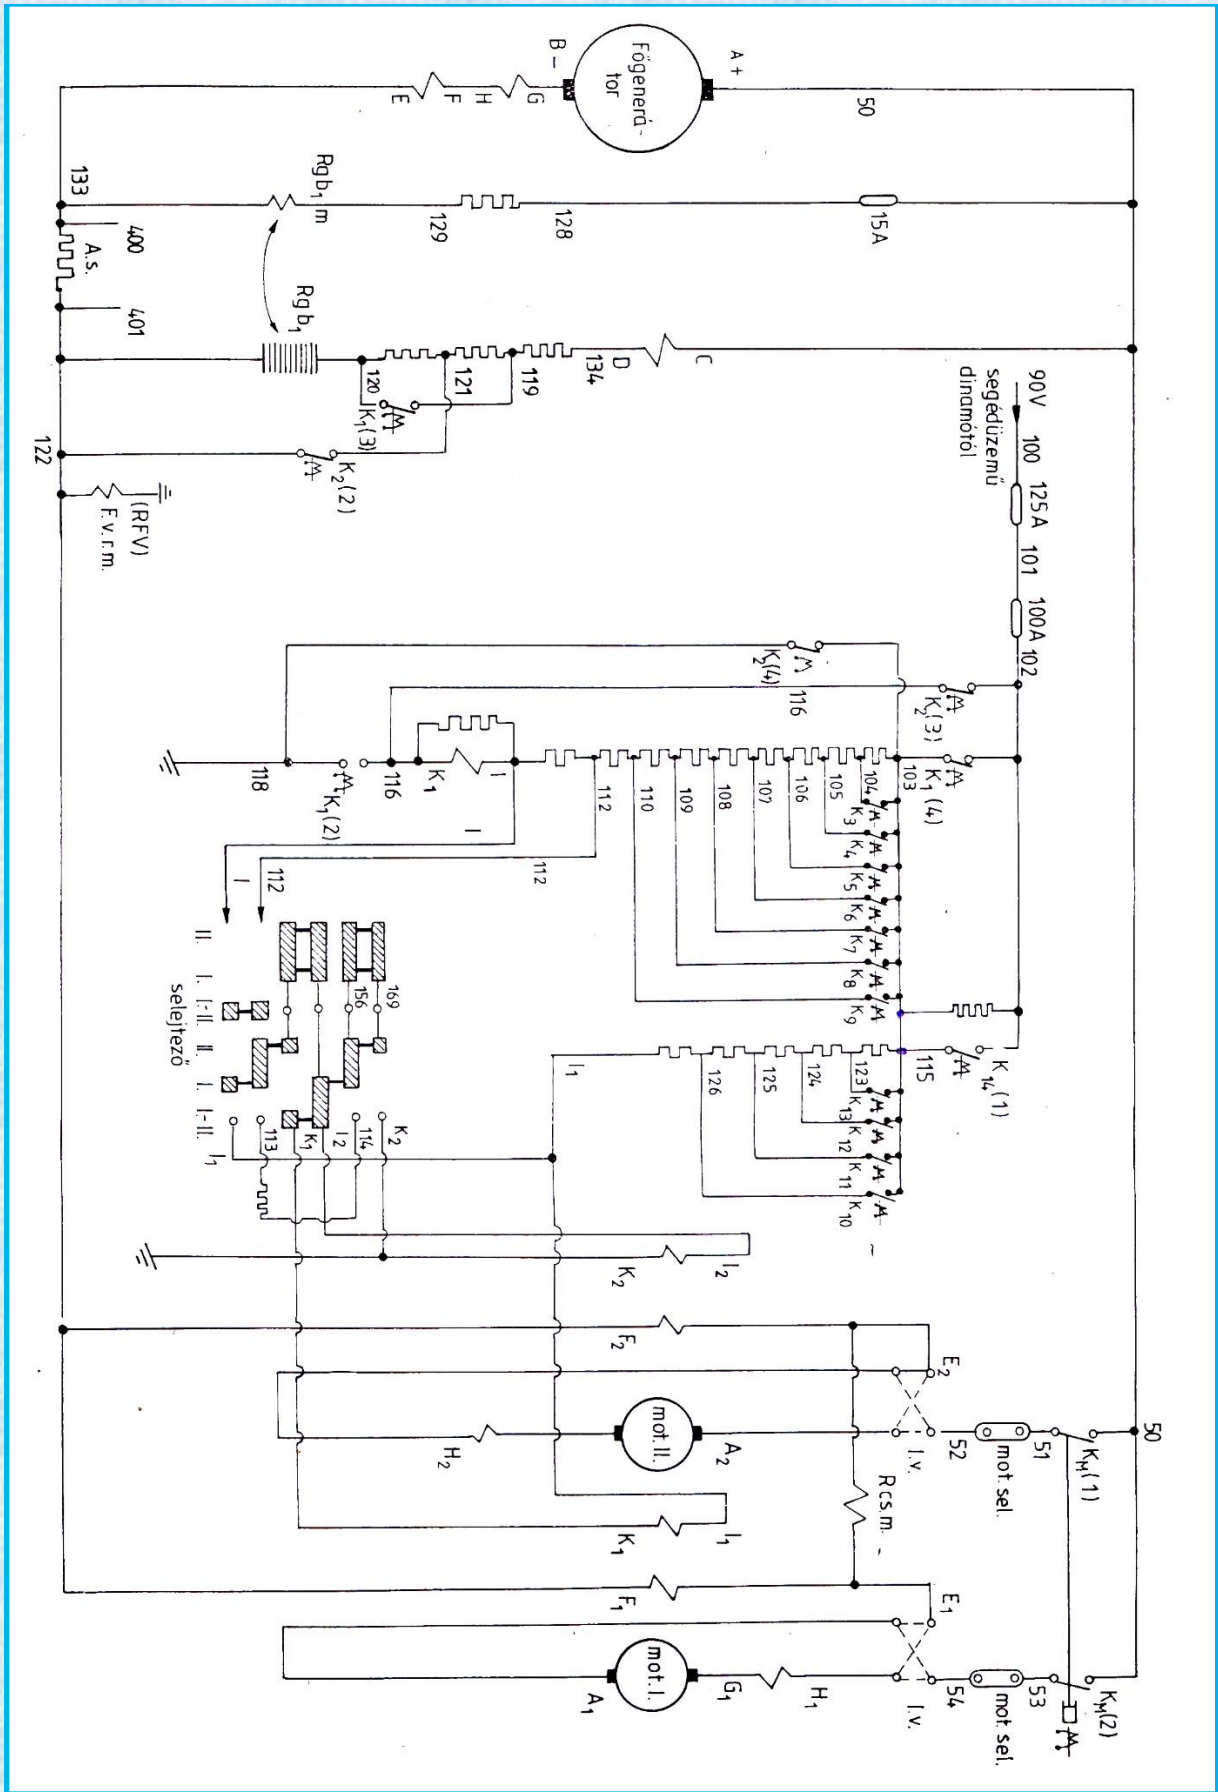 Főgenerá-
tor
A +
B -
50
G
H
F
E
15A
128
129
Rgb₁ m
133
400
A.s.
401
Rgb₁
C
D
134
119
121
120
K₁(3)
K₂(2)
122
(RFV)
F.v.r.m.
90V
segédüzemű
dinamótól
100
125A
101
100A
102
K₂(3)
K₂(4)
116
K₁(4)
103
104
105
106
107
108
109
110
112
I
K₁
116
K₁(2)
118
K₃
K₄
K₅
K₆
K₇
K₈
K₉
I
112
I
112
II. I. I-II. II. I. I-II.
selejtező
169
156
K₁₄(1)
115
123
124
125
126
I₁
K₁₃
K₁₂
K₁₁
K₁₀
K₂
114
I₂
K₁
113
I₁
I₂
K₂
F₂
E₂
50
K_M(1)
51
mot. sel.
52
I.v.
A₂
mot. II.
H₂
Rcs.m.
I₁
K₁
F₁
E₁
K_M(2)
53
mot. sel.
54
I.v.
H₁
G₁
mot. I.
A₁